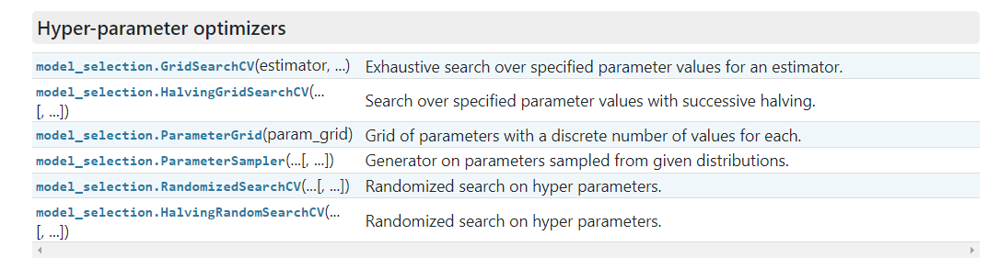 Hyper-parameter optimizers
model_selection.GridSearchCV(estimator, ...) Exhaustive search over specified parameter values for an estimator.
model_selection.HalvingGridSearchCV(...
[, ...]) Search over specified parameter values with successive halving.
model_selection.ParameterGrid(param_grid) Grid of parameters with a discrete number of values for each.
model_selection.ParameterSampler(...[, ...]) Generator on parameters sampled from given distributions.
model_selection.RandomizedSearchCV(...[, ...]) Randomized search on hyper parameters.
model_selection.HalvingRandomSearchCV(...
[, ...]) Randomized search on hyper parameters.